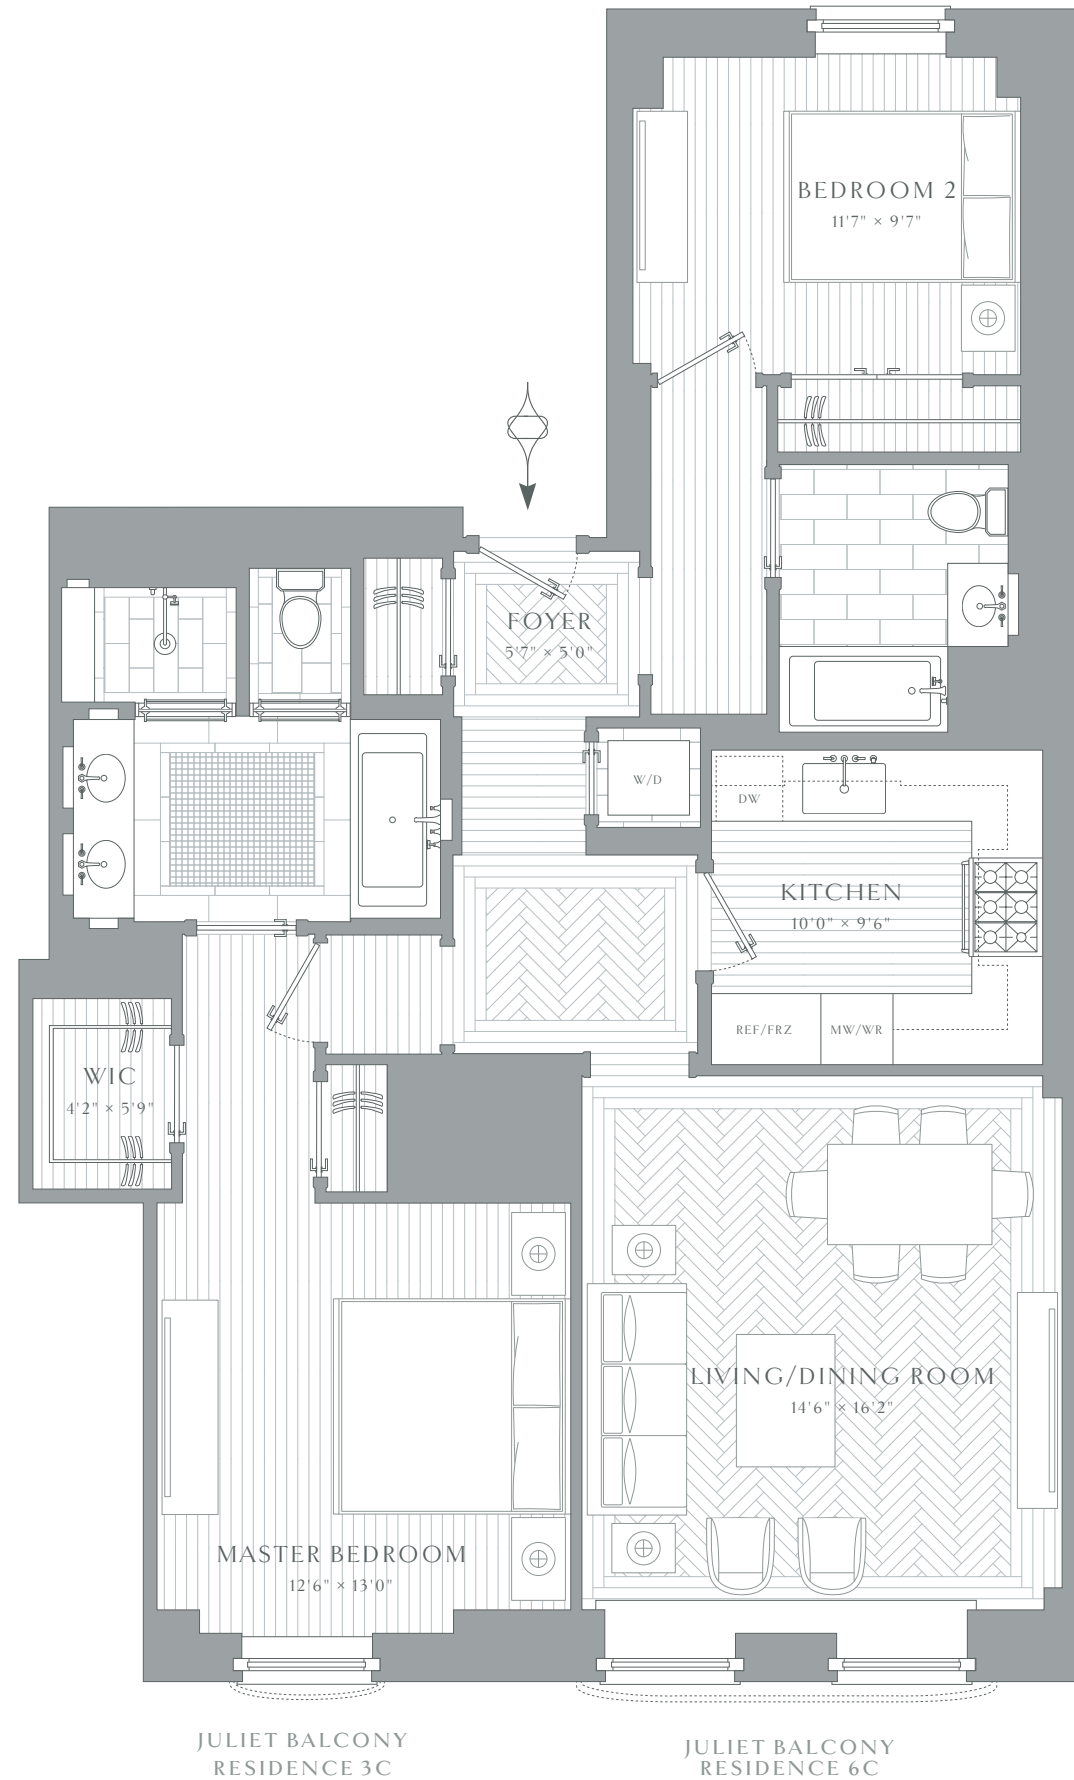 BEDROOM 2
11'7" × 9'7"
FOYER
5'7" × 5'0"
W/D
DW
KITCHEN
10'0" × 9'6"
REF/FRZ
MW/WR
WIC
4'2" × 5'9"
LIVING/DINING ROOM
14'6" × 16'2"
MASTER BEDROOM
12'6" × 13'0"
JULIET BALCONY
RESIDENCE 3C
JULIET BALCONY
RESIDENCE 6C